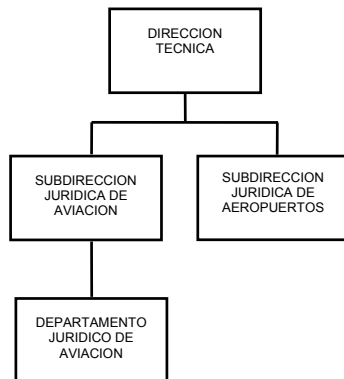 DIRECCION
TECNICA
SUBDIRECCION
JURIDICA DE
AVIACION
SUBDIRECCION
JURIDICA DE
AEROPUERTOS
DEPARTAMENTO
JURIDICO DE
AVIACION